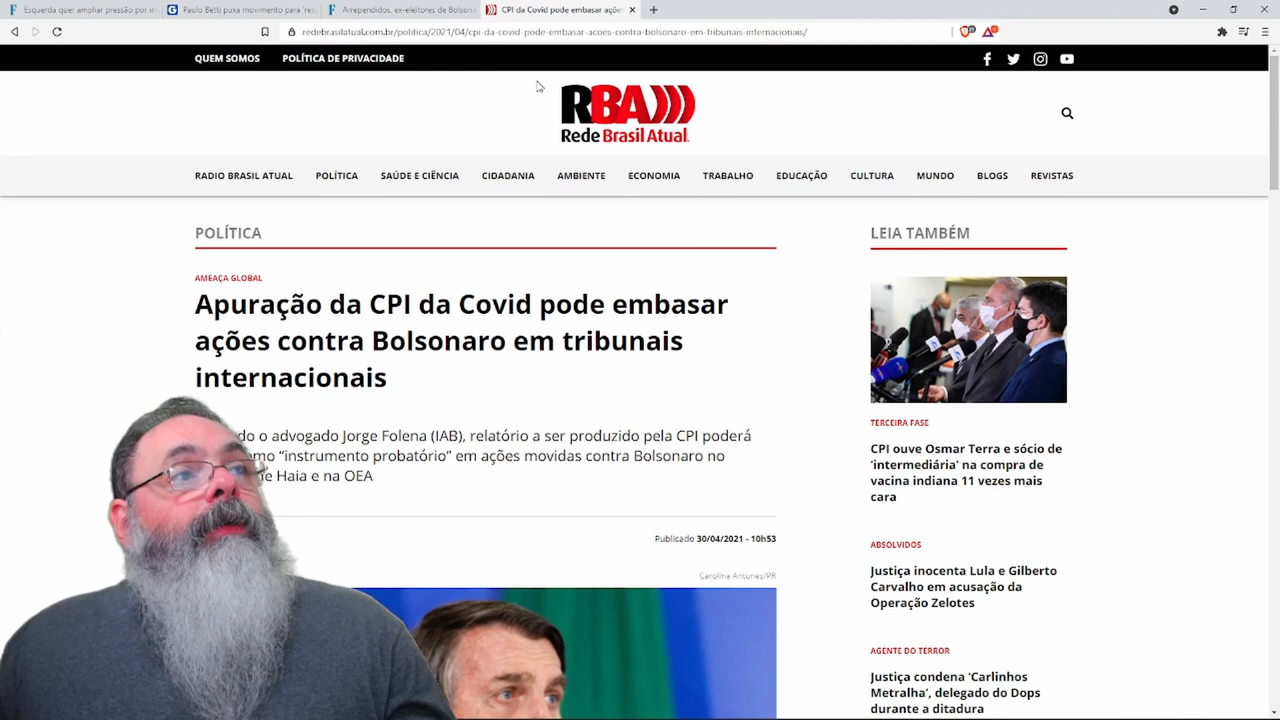 Esquerda quer ampliar pressão por im
Paulo Betti puxa movimento para 'res
Arrependidos, ex-eleitores de Bolsona
CPI da Covid pode embasar açõe
redebrasilatual.com.br/politica/2021/04/cpi-da-covid-pode-embasar-acoes-contra-bolsonaro-em-tribunais-internacionais/
QUEM SOMOS POLÍTICA DE PRIVACIDADE
RBA
Rede Brasil Atual
RADIO BRASIL ATUAL POLÍTICA SAÚDE E CIÊNCIA CIDADANIA AMBIENTE ECONOMIA TRABALHO EDUCAÇÃO CULTURA MUNDO BLOGS REVISTAS
POLÍTICA
AMEAÇA GLOBAL
Apuração da CPI da Covid pode embasar
ações contra Bolsonaro em tribunais
internacionais
do o advogado Jorge Folena (IAB), relatório a ser produzido pela CPI poderá
omo “instrumento probatório” em ações movidas contra Bolsonaro no
e Haia e na OEA
Publicado 30/04/2021 - 10h53
Carolina Antunes/PR
LEIA TAMBÉM
TERCEIRA FASE
CPI ouve Osmar Terra e sócio de
‘intermediária’ na compra de
vacina indiana 11 vezes mais
cara
ABSOLVIDOS
Justiça inocenta Lula e Gilberto
Carvalho em acusação da
Operação Zelotes
AGENTE DO TERROR
Justiça condena ‘Carlinhos
Metralha’, delegado do Dops
durante a ditadura